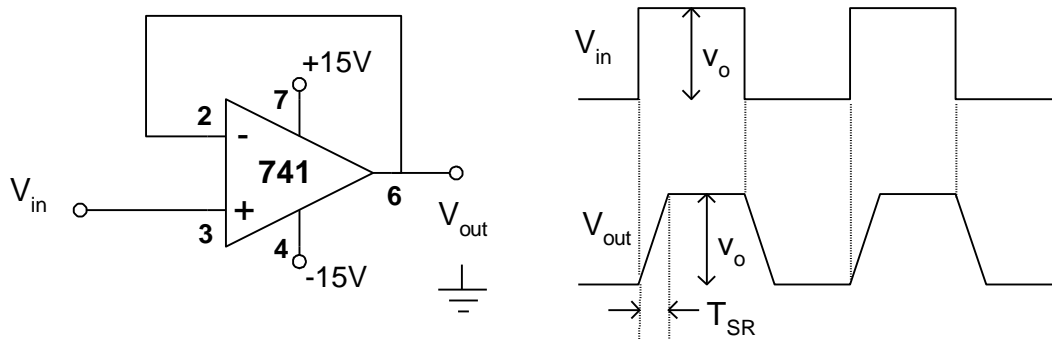 +15V
7
2
-
741
V_in
+
3
6
4
-15V
V_out
V_in
v_o
V_out
v_o
T_SR